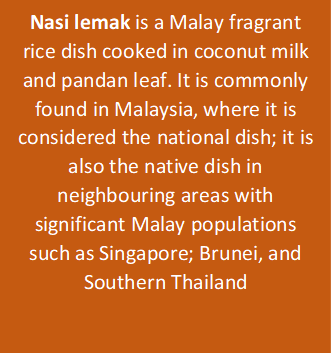 Nasi lemak is a Malay fragrant
rice dish cooked in coconut milk
and pandan leaf. It is commonly
found in Malaysia, where it is
considered the national dish; it is
also the native dish in
neighbouring areas with
significant Malay populations
such as Singapore; Brunei, and
Southern Thailand